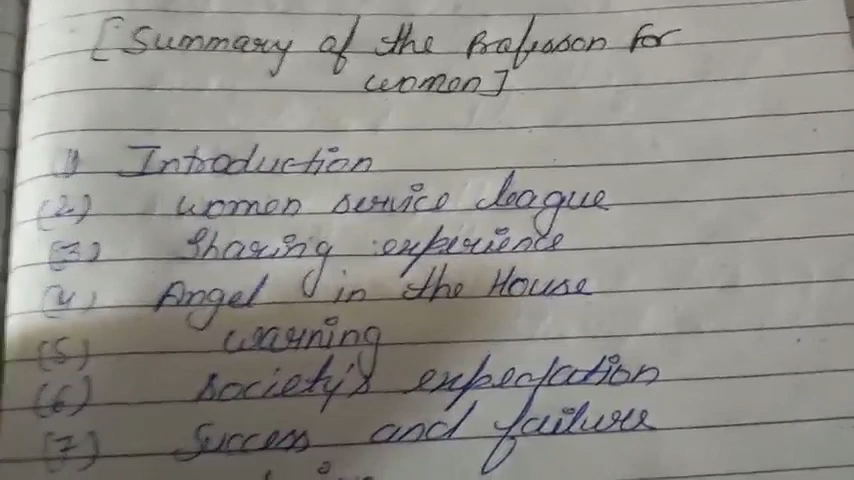 [Summary of the Profession for
women]
(1) Introduction
(2) women service league
(3) Sharing experience
(4) Angel in the House
(5) warning
(6) society's expectation
(7) Success and failure